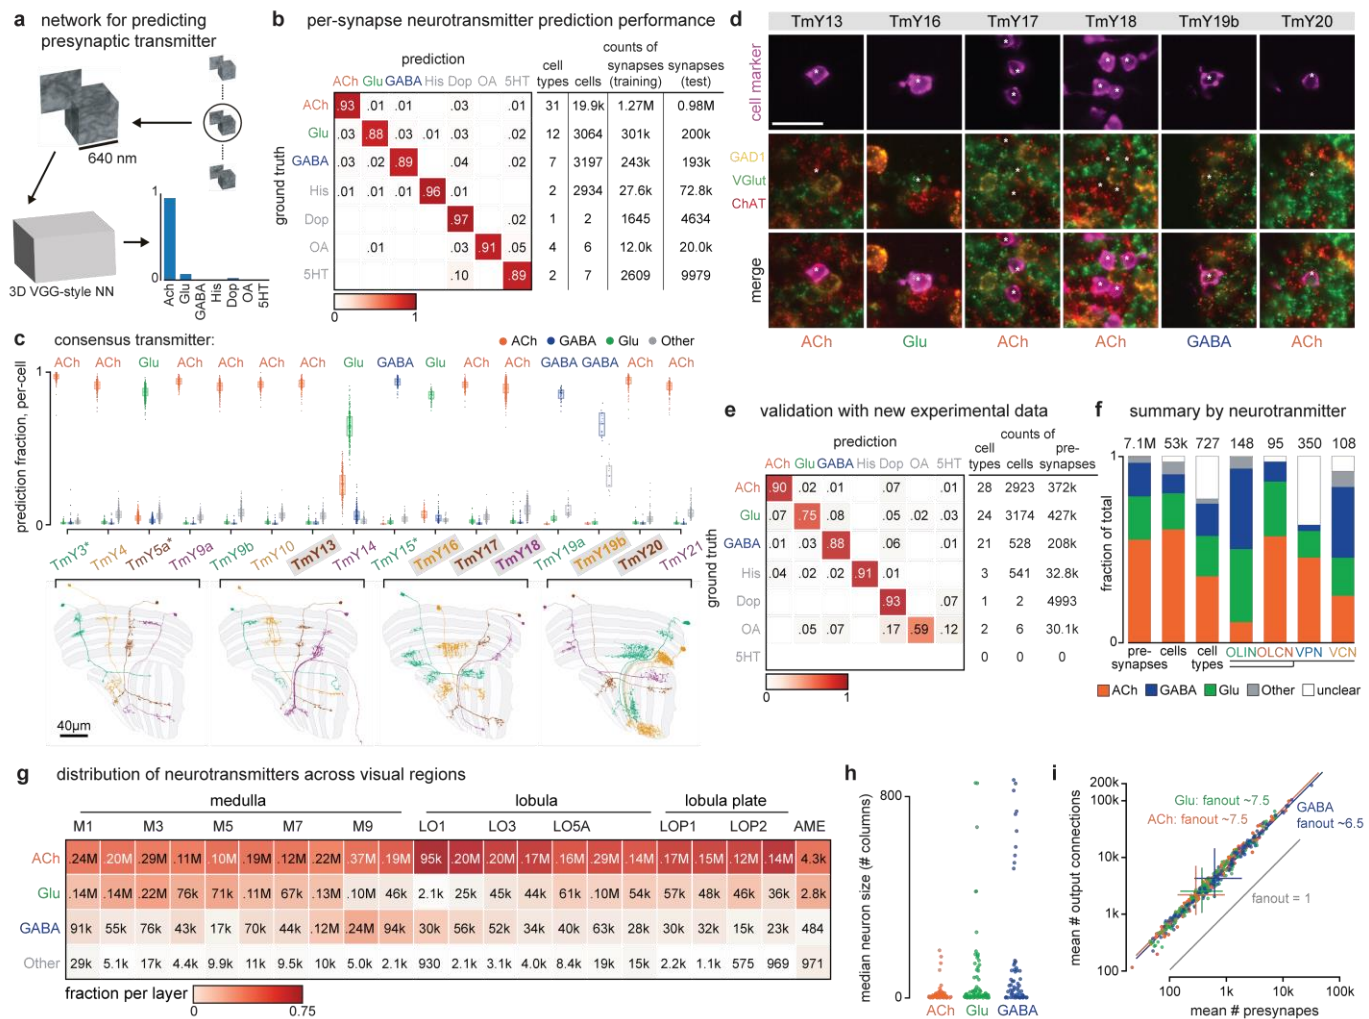 a network for predicting
presynaptic transmitter
640 nm
3D VGG-style NN
1
0
Ach
Glu
GABA
His
Dop
OA
5HT
b per-synapse neurotransmitter prediction performance
prediction
ACh Glu GABA His Dop OA 5HT
cell types cells counts of synapses (training) synapses (test)
ground truth
ACh .93 .01 .01 .03 .01 31 19.9k 1.27M 0.98M
Glu .03 .88 .03 .01 .03 .02 12 3064 301k 200k
GABA .03 .02 .89 .04 .02 7 3197 243k 193k
His .01 .01 .01 .96 .01 2 2934 27.6k 72.8k
Dop .97 .02 1 2 1645 4634
OA .01 .03 .91 .05 4 6 12.0k 20.0k
5HT .10 .89 2 7 2609 9979
0 1
c consensus transmitter:
ACh GABA Glu Other
ACh ACh Glu ACh ACh ACh ACh Glu GABA Glu ACh ACh GABA GABA ACh ACh
prediction fraction, per-cell
1
0
TmY3* TmY4 TmY5a* TmY9a TmY9b TmY10 TmY13 TmY14 TmY15* TmY16 TmY17 TmY18 TmY19a TmY19b TmY20 TmY21
40µm
d TmY13 TmY16 TmY17 TmY18 TmY19b TmY20
cell marker
* * * * * * * * * * *
GAD1
VGlut
ChAT
merge
ACh Glu ACh ACh GABA ACh
e validation with new experimental data
prediction
ACh Glu GABA His Dop OA 5HT
cell types counts of cells pre-synapses
ground truth
ACh .90 .02 .01 .07 .01 28 2923 372k
Glu .07 .75 .08 .05 .02 .03 24 3174 427k
GABA .01 .03 .88 .06 .01 21 528 208k
His .04 .02 .02 .91 .01 3 541 32.8k
Dop .93 .07 1 2 4993
OA .05 .07 .17 .59 .12 2 6 30.1k
5HT 0 0 0
0 1
f summary by neurotranmitter
7.1M 53k 727 148 95 350 108
fraction of total
1
0
pre-synapses cells cell types OLIN OLCN VPN VCN
ACh GABA Glu Other unclear
g distribution of neurotransmitters across visual regions
medulla lobula lobula plate
M1 M3 M5 M7 M9 LO1 LO3 LO5A LOP1 LOP2 AME
ACh .24M .20M .29M .11M .10M .19M .12M .22M .37M .19M 95k .20M .20M .17M .16M .29M .14M .17M .15M .12M .14M 4.3k
Glu .14M .14M .22M 76k 71k .11M 67k .13M .10M 46k 2.1k 25k 45k 44k 61k .10M 54k 57k 48k 46k 36k 2.8k
GABA 91k 55k 76k 43k 17k 70k 44k .12M .24M 94k 30k 56k 52k 34k 40k 63k 28k 30k 32k 15k 23k 484
Other 29k 5.1k 17k 4.4k 9.9k 11k 9.5k 10k 5.0k 2.1k 930 2.1k 3.1k 4.0k 8.4k 19k 15k 2.2k 1.1k 575 969 971
fraction per layer
0 0.75
h
median neuron size (# columns)
800
0
ACh Glu GABA
i
mean # output connections
200k
100k
10k
1k
100
Glu: fanout ~7.5
ACh: fanout ~7.5
GABA
fanout ~6.5
fanout = 1
100 1k 10k 100k
mean # presynapes